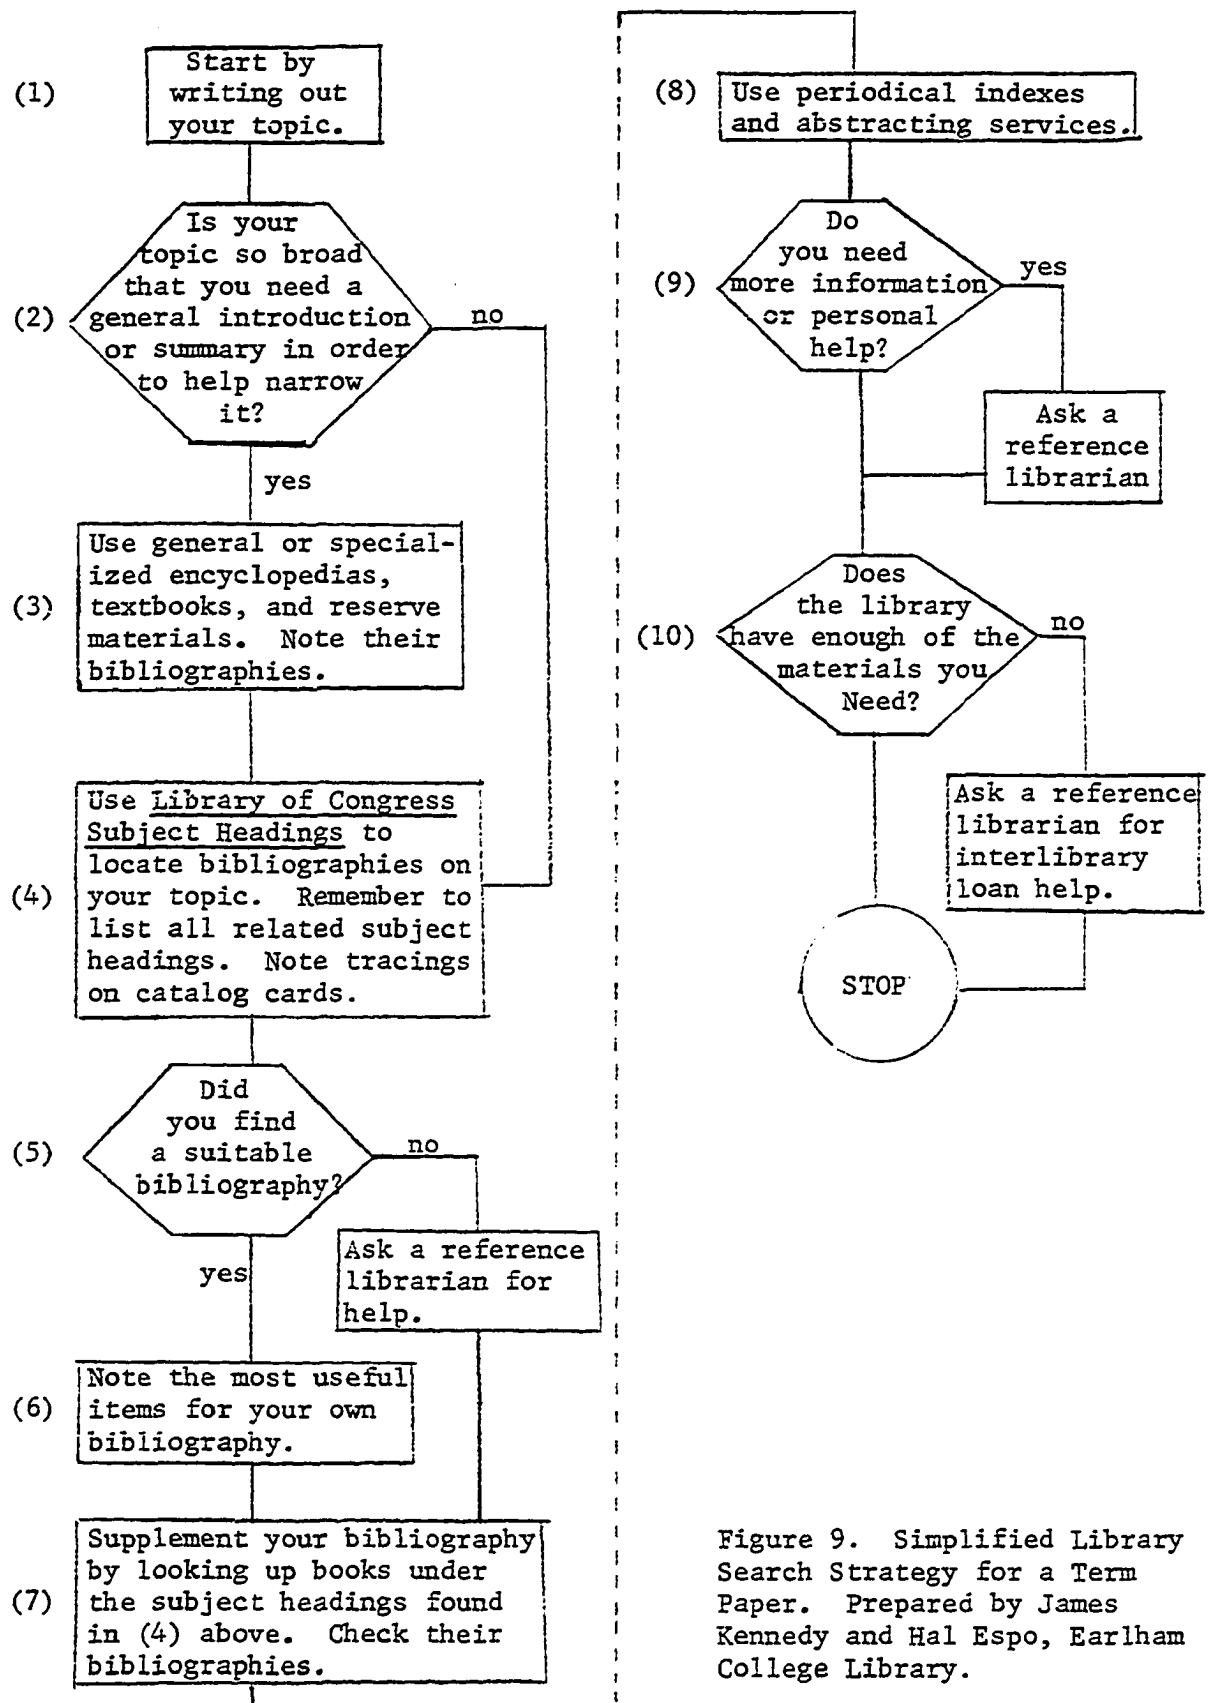 (1)
Start by
writing out
your topic.
(2)
Is your
topic so broad
that you need a
general introduction
or summary in order
to help narrow
it?
no
yes
(3)
Use general or special-
ized encyclopedias,
textbooks, and reserve
materials. Note their
bibliographies.
(4)
Use Library of Congress
Subject Headings to
locate bibliographies on
your topic. Remember to
list all related subject
headings. Note tracings
on catalog cards.
(5)
Did
you find
a suitable
bibliography?
no
yes
Ask a reference
librarian for
help.
(6)
Note the most useful
items for your own
bibliography.
(7)
Supplement your bibliography
by looking up books under
the subject headings found
in (4) above. Check their
bibliographies.
(8)
Use periodical indexes
and abstracting services.
(9)
Do
you need
more information
or personal
help?
yes
Ask a
reference
librarian
(10)
Does
the library
have enough of the
materials you
Need?
no
Ask a reference
librarian for
interlibrary
loan help.
STOP
Figure 9. Simplified Library
Search Strategy for a Term
Paper. Prepared by James
Kennedy and Hal Espo, Earlham
College Library.